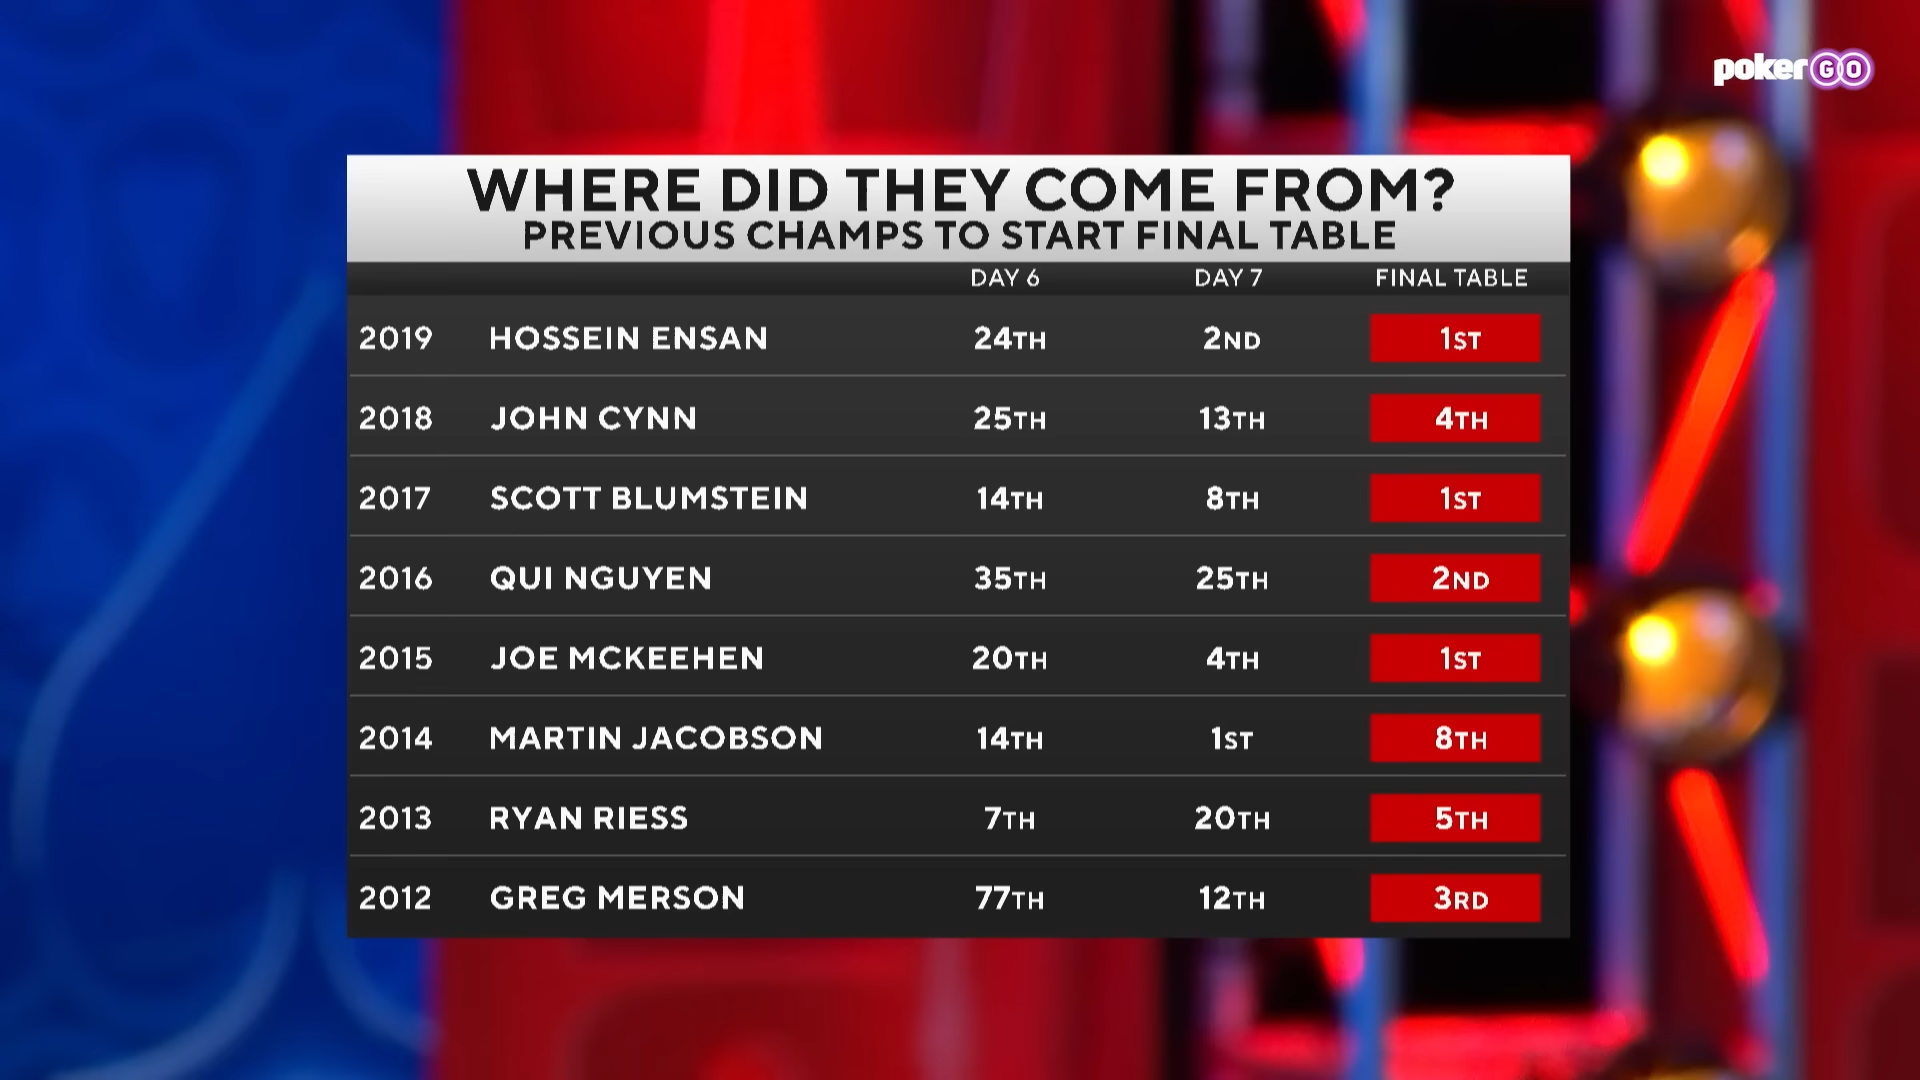 pokerGO
WHERE DID THEY COME FROM?
PREVIOUS CHAMPS TO START FINAL TABLE
DAY 6 DAY 7 FINAL TABLE
2019 HOSSEIN ENSAN 24TH 2ND 1ST
2018 JOHN CYNN 25TH 13TH 4TH
2017 SCOTT BLUMSTEIN 14TH 8TH 1ST
2016 QUI NGUYEN 35TH 25TH 2ND
2015 JOE MCKEEHEN 20TH 4TH 1ST
2014 MARTIN JACOBSON 14TH 1ST 8TH
2013 RYAN RIESS 7TH 20TH 5TH
2012 GREG MERSON 77TH 12TH 3RD